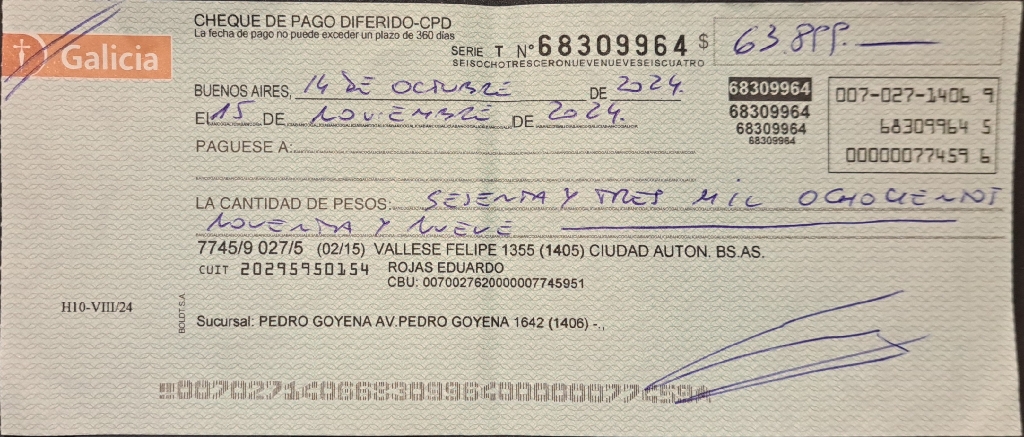 CHEQUE DE PAGO DIFERIDO-CPD
La fecha de pago no puede exceder un plazo de 360 días
Galicia
SERIE T N° 68309964 $ 63.899.—
SEISOCHOTRESCERONUEVENUEVESEISCUATRO
BUENOS AIRES, 14 DE OCTUBRE DE 2024.
El 15 DE NOVIEMBRE DE 2024.
68309964
68309964
68309964
68309964
007-027-1406 9
68309964 5
00000077459 6
PAGUESE A:
LA CANTIDAD DE PESOS: SESENTA Y TRES MIL OCHOCIENTOS
NOVENTA Y NUEVE
7745/9 027/5 (02/15) VALLESE FELIPE 1355 (1405) CIUDAD AUTON. BS.AS.
CUIT 20295950154 ROJAS EDUARDO
CBU: 0070027620000007745951
H10-VIII/24
BOLDT S.A.
Sucursal: PEDRO GOYENA AV.PEDRO GOYENA 1642 (1406) -.,